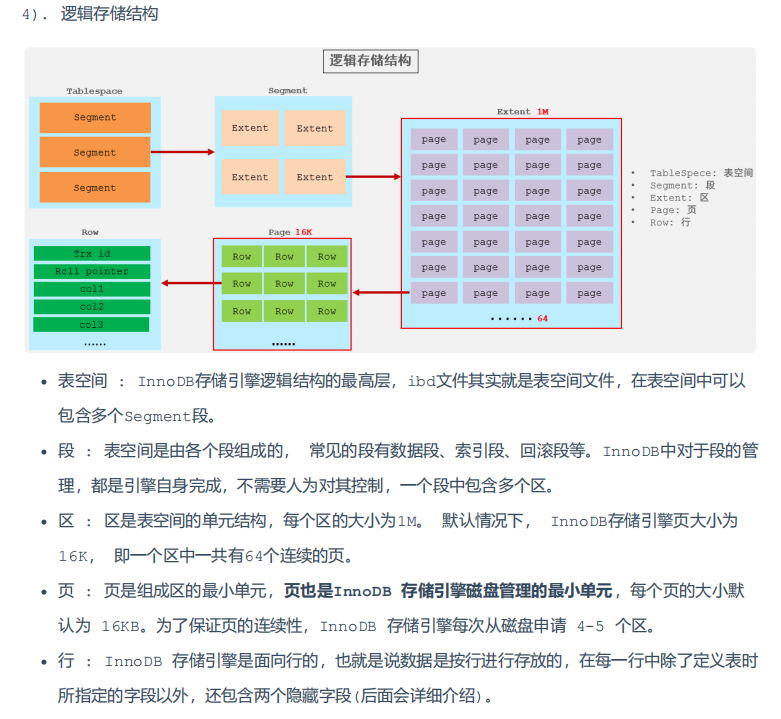 4). 逻辑存储结构
逻辑存储结构
Tablespace
Segment
Segment
Segment
Segment
Extent Extent
Extent Extent
Extent 1M
page page page page
page page page page
page page page page
page page page page
page page page page
page page page page
page page page page
...... 64
• TableSpece: 表空间
• Segment: 段
• Extent: 区
• Page: 页
• Row: 行
Row
Trx id
Roll pointer
col1
col2
col3
......
Page 16K
Row Row Row
Row Row Row
Row Row Row
......
• 表空间 : InnoDB存储引擎逻辑结构的最高层，ibd文件其实就是表空间文件，在表空间中可以
包含多个Segment段。
• 段 : 表空间是由各个段组成的， 常见的段有数据段、索引段、回滚段等。InnoDB中对于段的管
理，都是引擎自身完成，不需要人为对其控制，一个段中包含多个区。
• 区 : 区是表空间的单元结构，每个区的大小为1M。 默认情况下， InnoDB存储引擎页大小为
16K， 即一个区中一共有64个连续的页。
• 页 : 页是组成区的最小单元，页也是InnoDB 存储引擎磁盘管理的最小单元，每个页的大小默
认为 16KB。为了保证页的连续性，InnoDB 存储引擎每次从磁盘申请 4-5 个区。
• 行 : InnoDB 存储引擎是面向行的，也就是说数据是按行进行存放的，在每一行中除了定义表时
所指定的字段以外，还包含两个隐藏字段(后面会详细介绍)。